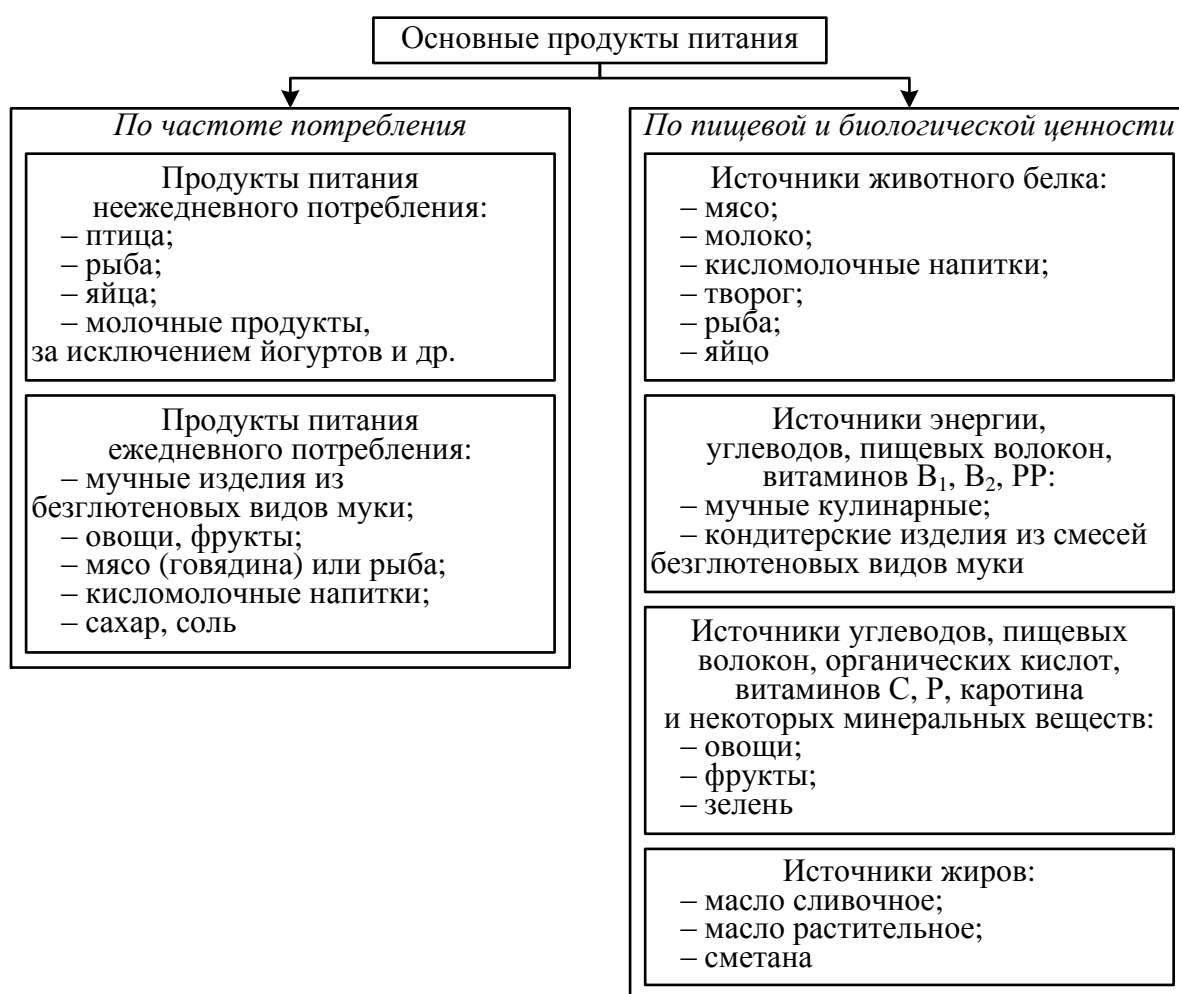 Основные продукты питания
По частоте потребления
Продукты питания
неежедневного потребления:
– птица;
– рыба;
– яйца;
– молочные продукты,
за исключением йогуртов и др.
Продукты питания
ежедневного потребления:
– мучные изделия из
безглютеновых видов муки;
– овощи, фрукты;
– мясо (говядина) или рыба;
– кисломолочные напитки;
– сахар, соль
По пищевой и биологической ценности
Источники животного белка:
– мясо;
– молоко;
– кисломолочные напитки;
– творог;
– рыба;
– яйцо
Источники энергии,
углеводов, пищевых волокон,
витаминов В₁, В₂, РР:
– мучные кулинарные;
– кондитерские изделия из смесей
безглютеновых видов муки
Источники углеводов, пищевых
волокон, органических кислот,
витаминов С, Р, каротина
и некоторых минеральных веществ:
– овощи;
– фрукты;
– зелень
Источники жиров:
– масло сливочное;
– масло растительное;
– сметана